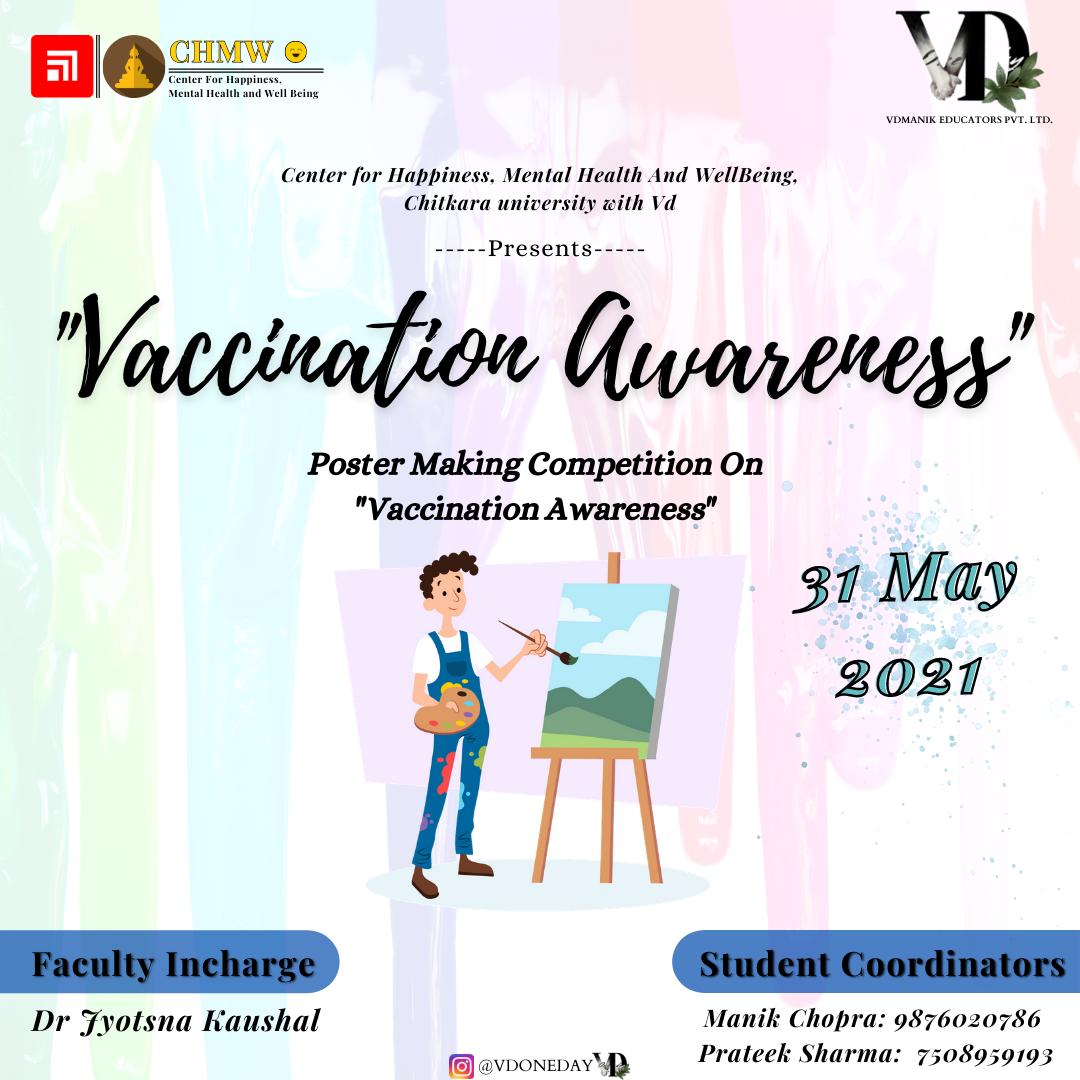 CHMW
Center For Happiness,
Mental Health and Well Being
VD
VDMANIK EDUCATORS PVT. LTD.
Center for Happiness, Mental Health And WellBeing,
Chitkara university with Vd
-----Presents-----
"Vaccination Awareness"
Poster Making Competition On
"Vaccination Awareness"
31 May
2021
Faculty Incharge
Dr Jyotsna Kaushal
Student Coordinators
Manik Chopra: 9876020786
Prateek Sharma: 7508959193
@VDONEDAY VD